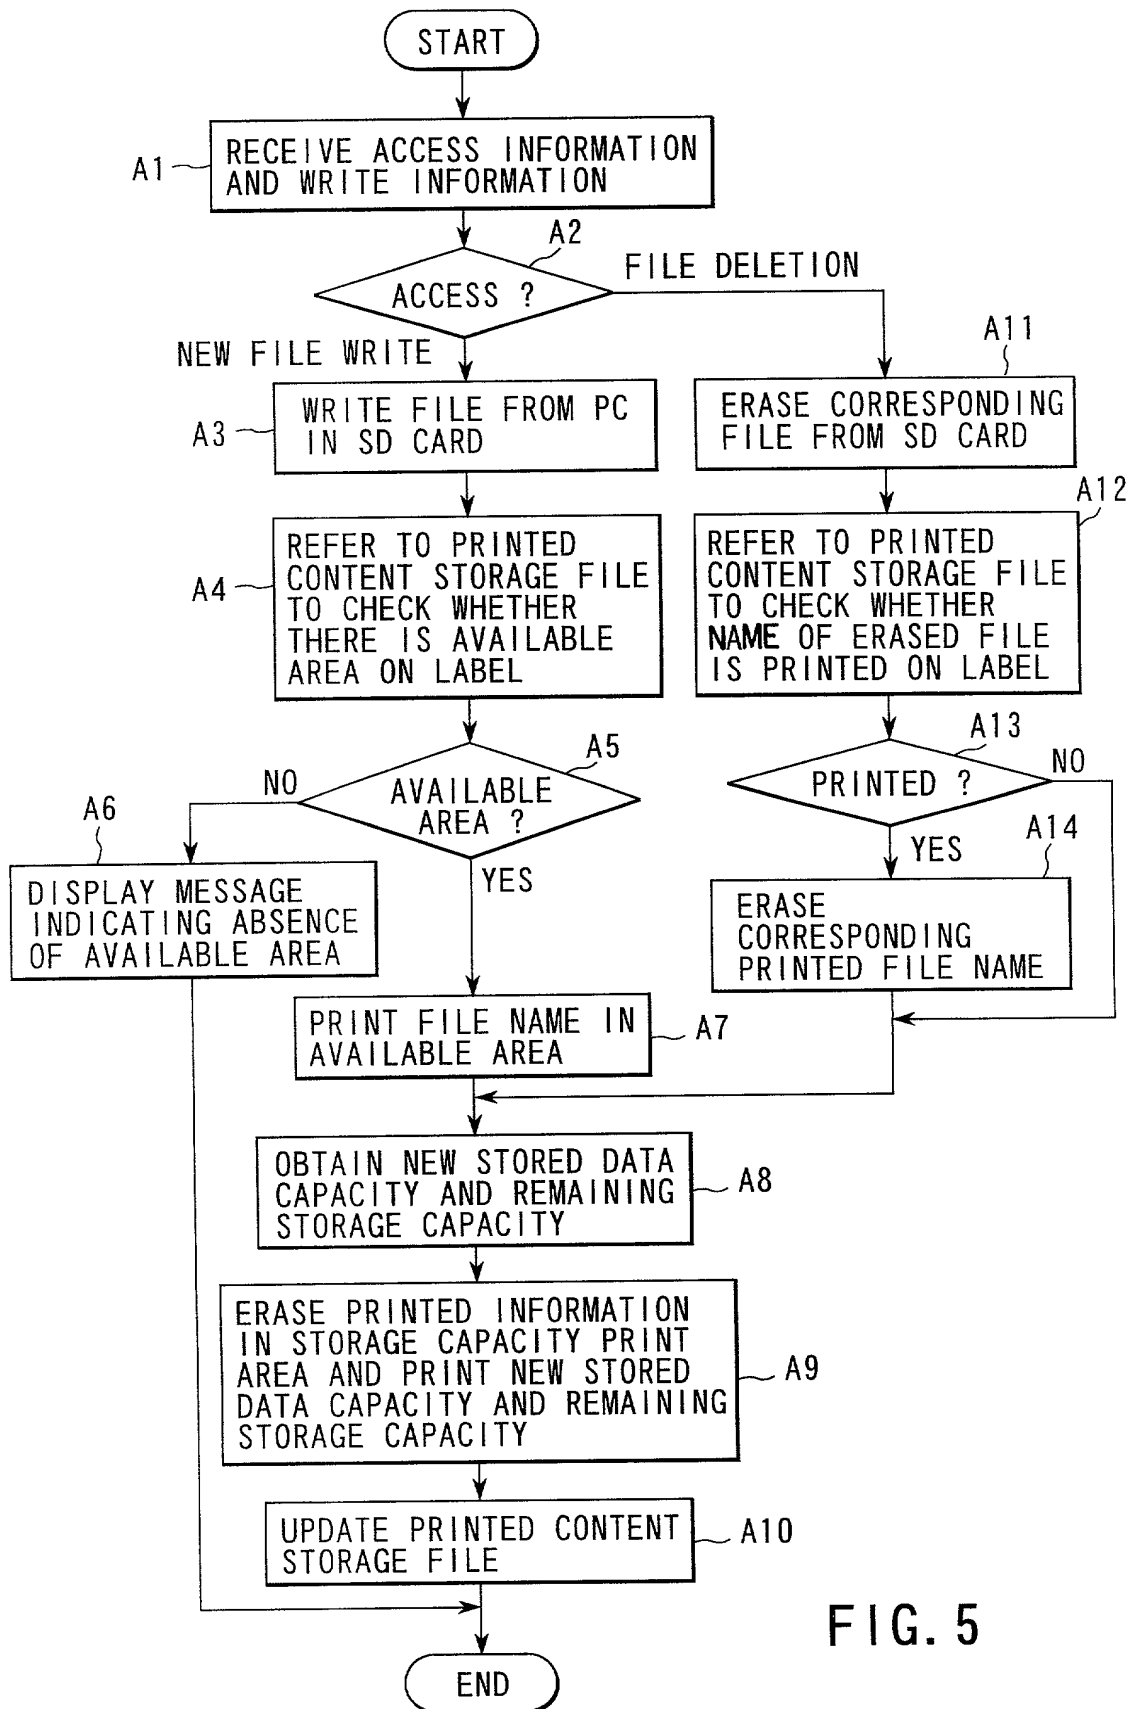 START
A1
RECEIVE ACCESS INFORMATION
AND WRITE INFORMATION
A2
ACCESS ?
FILE DELETION
NEW FILE WRITE
A3
WRITE FILE FROM PC
IN SD CARD
A11
ERASE CORRESPONDING
FILE FROM SD CARD
A4
REFER TO PRINTED
CONTENT STORAGE FILE
TO CHECK WHETHER
THERE IS AVAILABLE
AREA ON LABEL
A12
REFER TO PRINTED
CONTENT STORAGE FILE
TO CHECK WHETHER
NAME OF ERASED FILE
IS PRINTED ON LABEL
A5
AVAILABLE
AREA ?
NO
YES
A13
PRINTED ?
NO
YES
A6
DISPLAY MESSAGE
INDICATING ABSENCE
OF AVAILABLE AREA
A14
ERASE
CORRESPONDING
PRINTED FILE NAME
PRINT FILE NAME IN
AVAILABLE AREA
A7
OBTAIN NEW STORED DATA
CAPACITY AND REMAINING
STORAGE CAPACITY
A8
ERASE PRINTED INFORMATION
IN STORAGE CAPACITY PRINT
AREA AND PRINT NEW STORED
DATA CAPACITY AND REMAINING
STORAGE CAPACITY
A9
UPDATE PRINTED CONTENT
STORAGE FILE
A10
END
FIG. 5